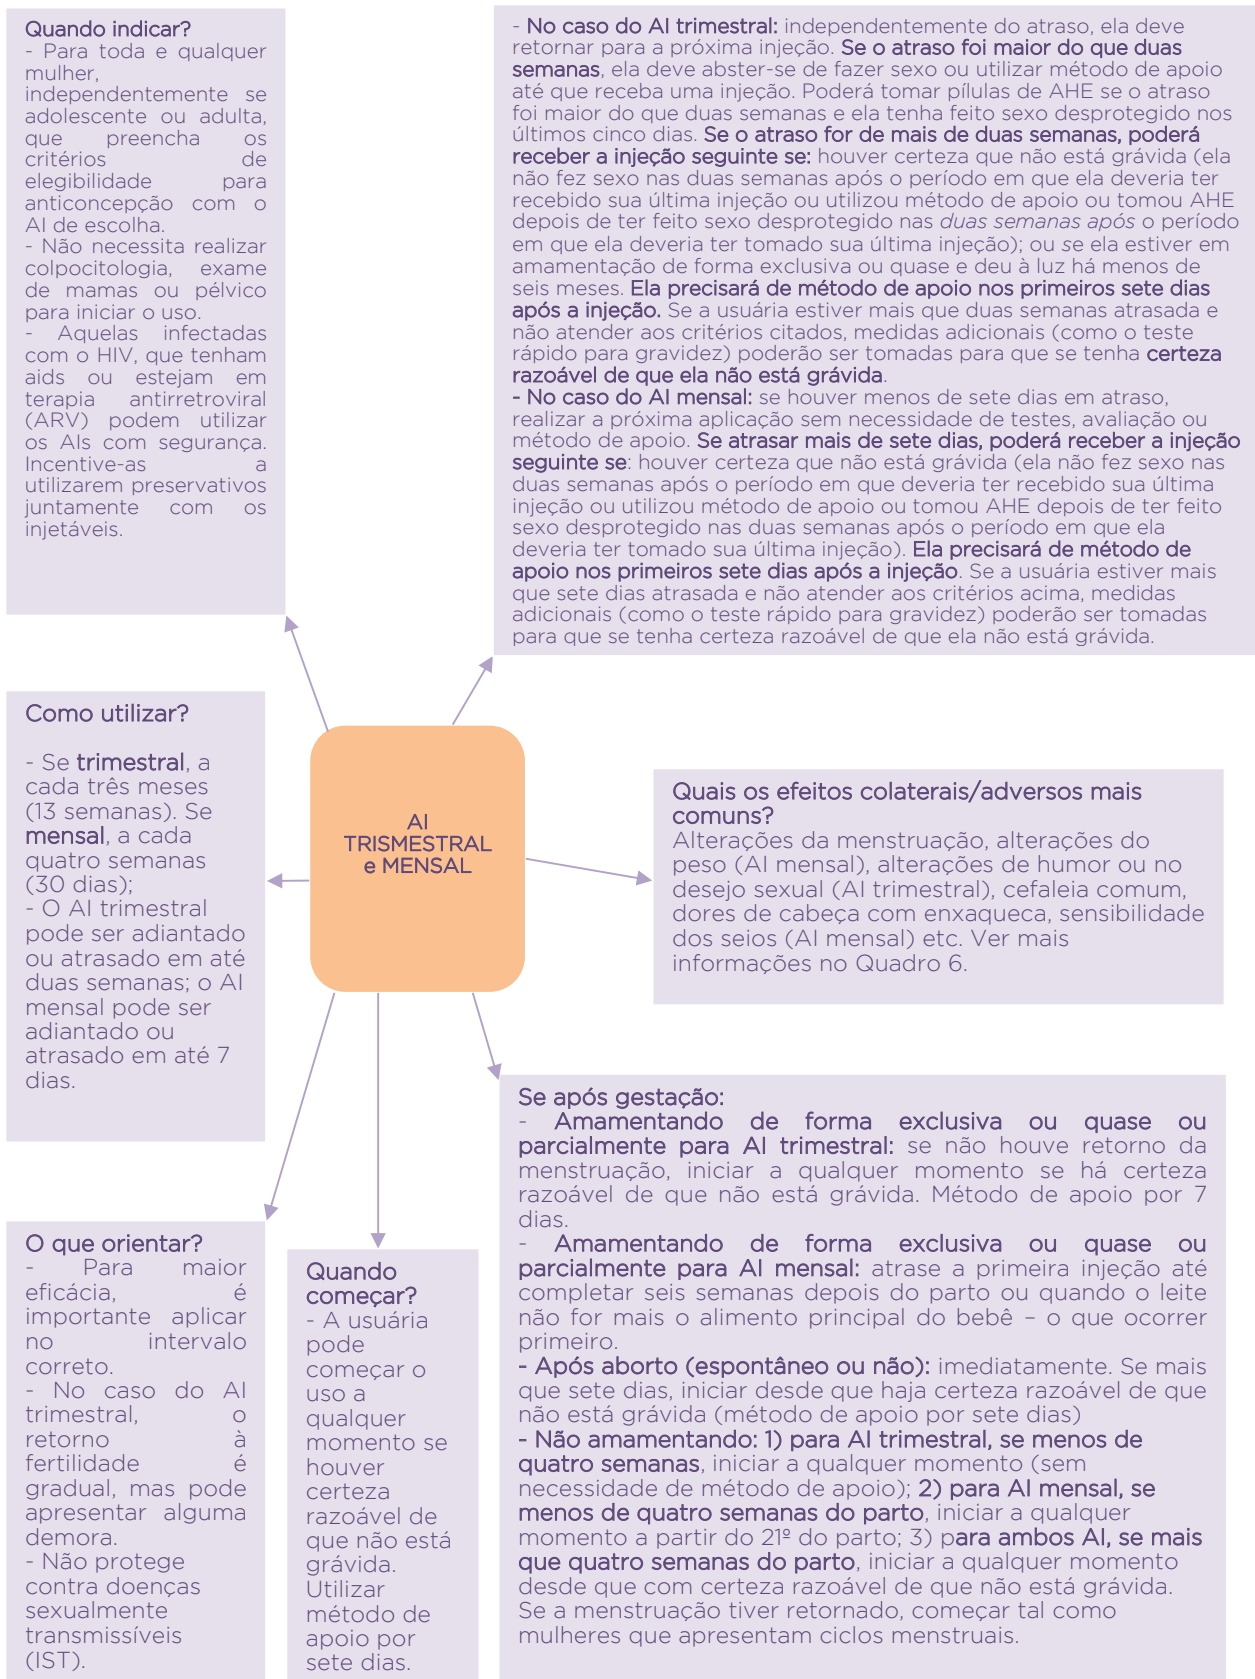 Quando indicar?
- Para toda e qualquer
mulher,
independentemente se
adolescente ou adulta,
que preencha os
critérios de
elegibilidade para
anticoncepção com o
AI de escolha.
- Não necessita realizar
colpocitologia, exame
de mamas ou pélvico
para iniciar o uso.
- Aquelas infectadas
com o HIV, que tenham
aids ou estejam em
terapia antirretroviral
(ARV) podem utilizar
os AIs com segurança.
Incentive-as a
utilizarem preservativos
juntamente com os
injetáveis.
- No caso do AI trimestral: independentemente do atraso, ela deve
retornar para a próxima injeção. Se o atraso foi maior do que duas
semanas, ela deve abster-se de fazer sexo ou utilizar método de apoio
até que receba uma injeção. Poderá tomar pílulas de AHE se o atraso
foi maior do que duas semanas e ela tenha feito sexo desprotegido nos
últimos cinco dias. Se o atraso for de mais de duas semanas, poderá
receber a injeção seguinte se: houver certeza que não está grávida (ela
não fez sexo nas duas semanas após o período em que ela deveria ter
recebido sua última injeção ou utilizou método de apoio ou tomou AHE
depois de ter feito sexo desprotegido nas duas semanas após o período
em que ela deveria ter tomado sua última injeção); ou se ela estiver em
amamentação de forma exclusiva ou quase e deu à luz há menos de
seis meses. Ela precisará de método de apoio nos primeiros sete dias
após a injeção. Se a usuária estiver mais que duas semanas atrasada e
não atender aos critérios citados, medidas adicionais (como o teste
rápido para gravidez) poderão ser tomadas para que se tenha certeza
razoável de que ela não está grávida.
- No caso do AI mensal: se houver menos de sete dias em atraso,
realizar a próxima aplicação sem necessidade de testes, avaliação ou
método de apoio. Se atrasar mais de sete dias, poderá receber a injeção
seguinte se: houver certeza que não está grávida (ela não fez sexo nas
duas semanas após o período em que deveria ter recebido sua última
injeção ou utilizou método de apoio ou tomou AHE depois de ter feito
sexo desprotegido nas duas semanas após o período em que ela
deveria ter tomado sua última injeção). Ela precisará de método de
apoio nos primeiros sete dias após a injeção. Se a usuária estiver mais
que sete dias atrasada e não atender aos critérios acima, medidas
adicionais (como o teste rápido para gravidez) poderão ser tomadas
para que se tenha certeza razoável de que ela não está grávida.
Como utilizar?
- Se trimestral, a
cada três meses
(13 semanas). Se
mensal, a cada
quatro semanas
(30 dias);
- O AI trimestral
pode ser adiantado
ou atrasado em até
duas semanas; o AI
mensal pode ser
adiantado ou
atrasado em até 7
dias.
AI
TRISMESTRAL
e MENSAL
Quais os efeitos colaterais/adversos mais
comuns?
Alterações da menstruação, alterações do
peso (AI mensal), alterações de humor ou no
desejo sexual (AI trimestral), cefaleia comum,
dores de cabeça com enxaqueca, sensibilidade
dos seios (AI mensal) etc. Ver mais
informações no Quadro 6.
O que orientar?
- Para maior
eficácia, é
importante aplicar
no intervalo
correto.
- No caso do AI
trimestral, o
retorno à
fertilidade é
gradual, mas pode
apresentar alguma
demora.
- Não protege
contra doenças
sexualmente
transmissíveis
(IST).
Quando
começar?
- A usuária
pode
começar o
uso a
qualquer
momento se
houver
certeza
razoável de
que não está
grávida.
Utilizar
método de
apoio por
sete dias.
Se após gestação:
- Amamentando de forma exclusiva ou quase ou
parcialmente para AI trimestral: se não houve retorno da
menstruação, iniciar a qualquer momento se há certeza
razoável de que não está grávida. Método de apoio por 7
dias.
- Amamentando de forma exclusiva ou quase ou
parcialmente para AI mensal: atrase a primeira injeção até
completar seis semanas depois do parto ou quando o leite
não for mais o alimento principal do bebê – o que ocorrer
primeiro.
- Após aborto (espontâneo ou não): imediatamente. Se mais
que sete dias, iniciar desde que haja certeza razoável de que
não está grávida (método de apoio por sete dias)
- Não amamentando: 1) para AI trimestral, se menos de
quatro semanas, iniciar a qualquer momento (sem
necessidade de método de apoio); 2) para AI mensal, se
menos de quatro semanas do parto, iniciar a qualquer
momento a partir do 21º do parto; 3) para ambos AI, se mais
que quatro semanas do parto, iniciar a qualquer momento
desde que com certeza razoável de que não está grávida.
Se a menstruação tiver retornado, começar tal como
mulheres que apresentam ciclos menstruais.